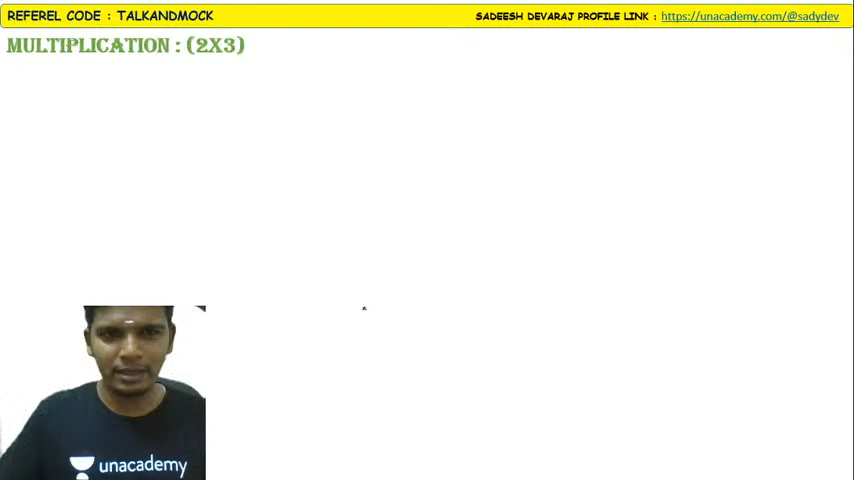 REFEREL CODE : TALKANDMOCK
SADEESH DEVARAJ PROFILE LINK : https://unacademy.com/@sadydev
MULTIPLICATION : (2X3)
unacademy